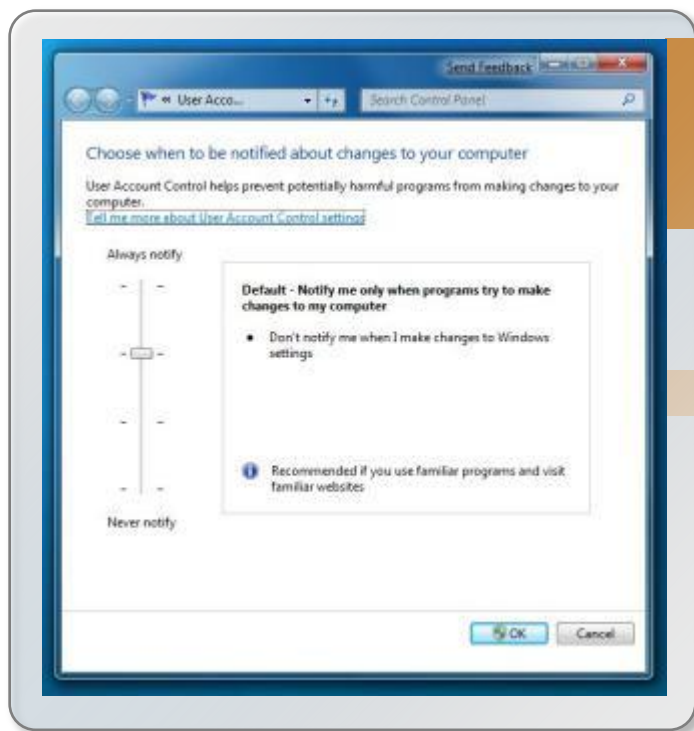 Send Feedback
« User Acco...
Search Control Panel
Choose when to be notified about changes to your computer
User Account Control helps prevent potentially harmful programs from making changes to your
computer.
Tell me more about User Account Control settings
Always notify
Default - Notify me only when programs try to make
changes to my computer
• Don't notify me when I make changes to Windows
settings
Recommended if you use familiar programs and visit
familiar websites
Never notify
OK
Cancel